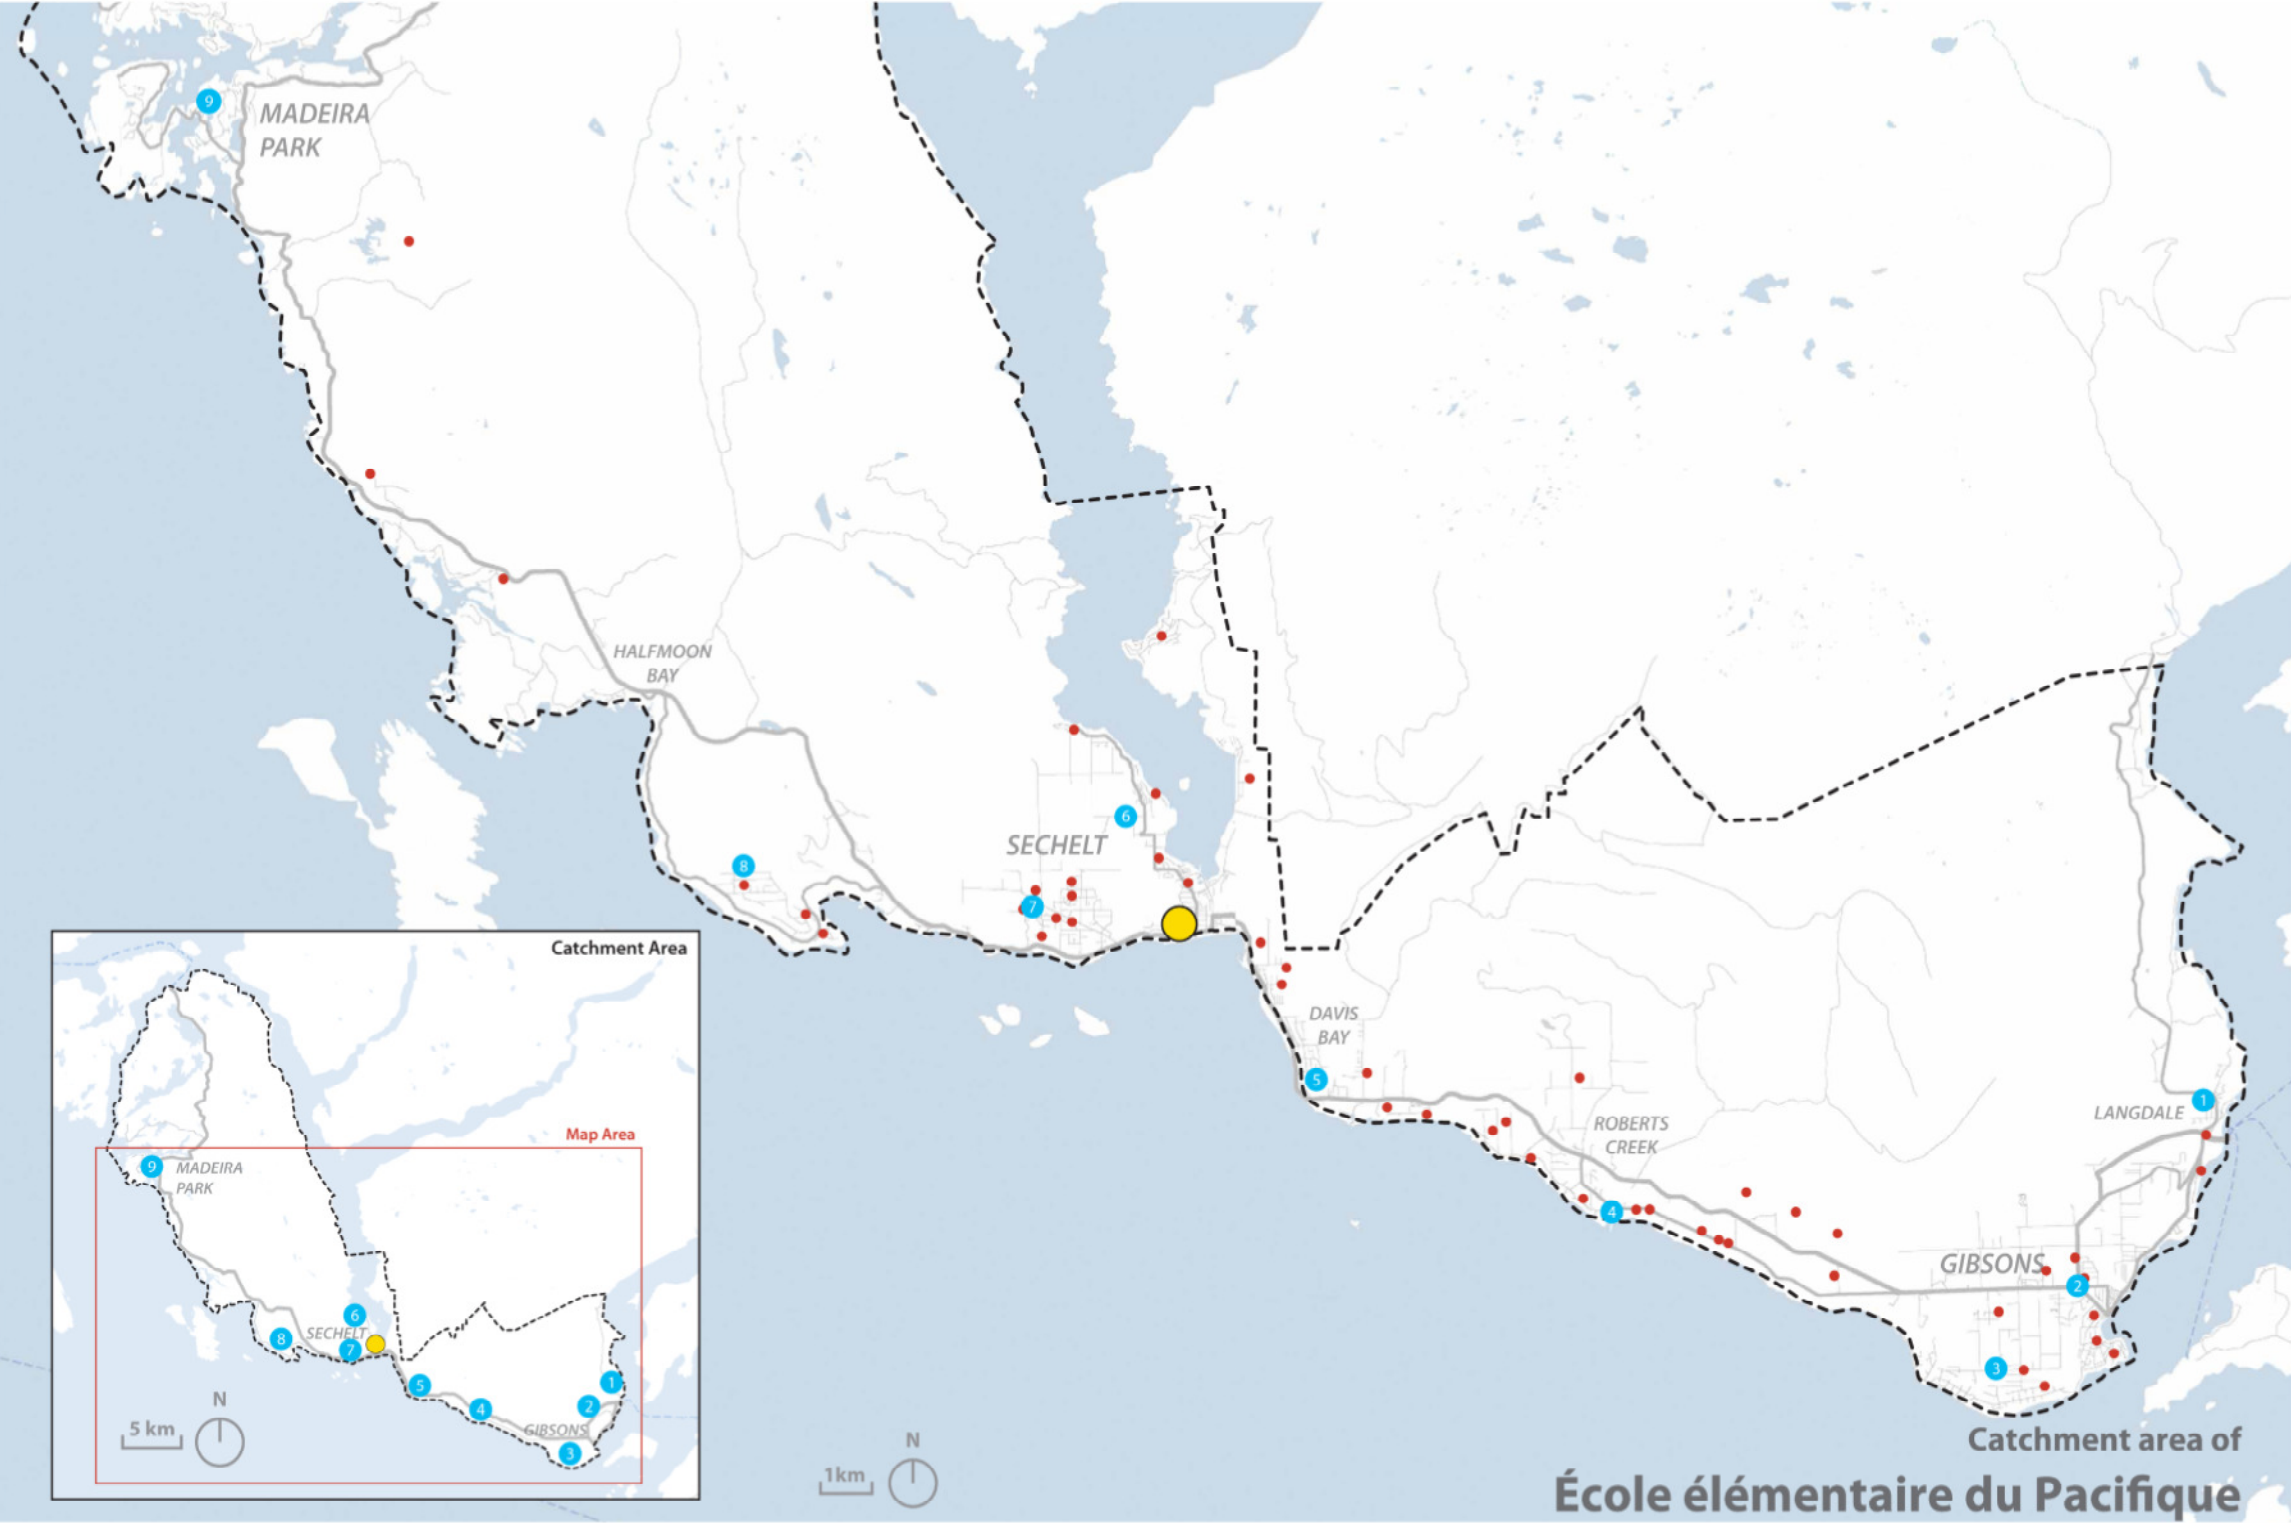 9
MADEIRA
PARK
HALFMOON
BAY
6
SECHELT
8
7
DAVIS
BAY
5
ROBERTS
CREEK
LANGDALE
1
4
GIBSONS
2
3
Catchment Area
Map Area
9
MADEIRA
PARK
6
SECHELT
8
7
5
1
4
2
GIBSONS
3
N
5 km
N
1km
Catchment area of
École élémentaire du Pacifique